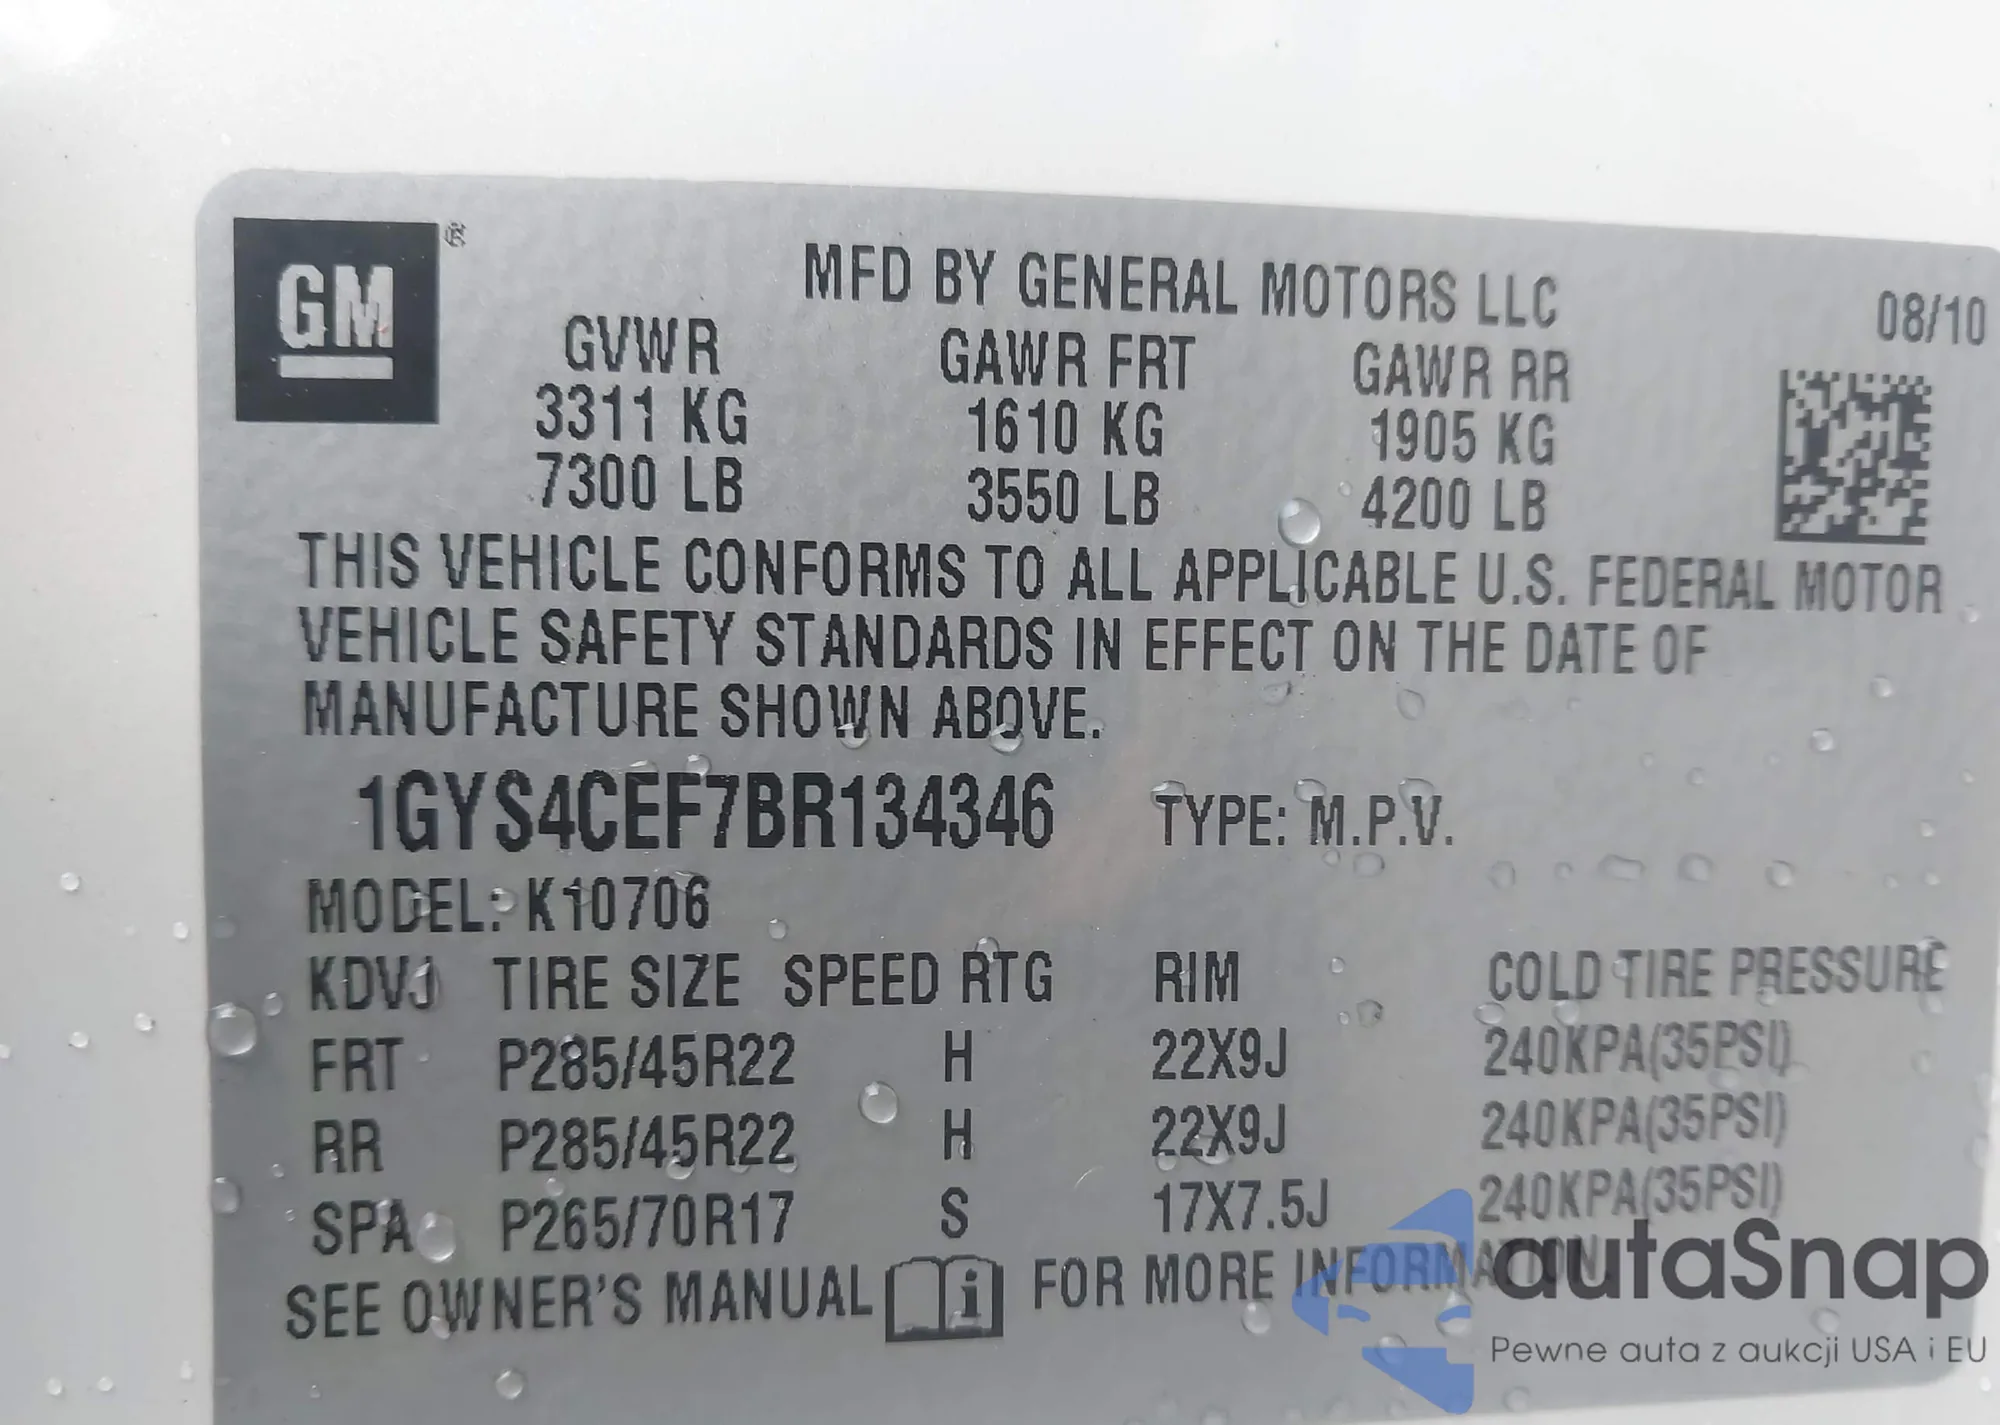 GM ®
MFD BY GENERAL MOTORS LLC
08/10
GVWR GAWR FRT GAWR RR
3311 KG 1610 KG 1905 KG
7300 LB 3550 LB 4200 LB
THIS VEHICLE CONFORMS TO ALL APPLICABLE U.S. FEDERAL MOTOR
VEHICLE SAFETY STANDARDS IN EFFECT ON THE DATE OF
MANUFACTURE SHOWN ABOVE.
1GYS4CEF7BR134346 TYPE: M.P.V.
MODEL: K10706
KDVJ TIRE SIZE SPEED RTG RIM COLD TIRE PRESSURE
FRT P285/45R22 H 22X9J 240KPA(35PSI)
RR P285/45R22 H 22X9J 240KPA(35PSI)
SPA P265/70R17 S 17X7.5J 240KPA(35PSI)
SEE OWNER'S MANUAL i FOR MORE INFORMATION.
autaSnap
Pewne auta z aukcji USA i EU